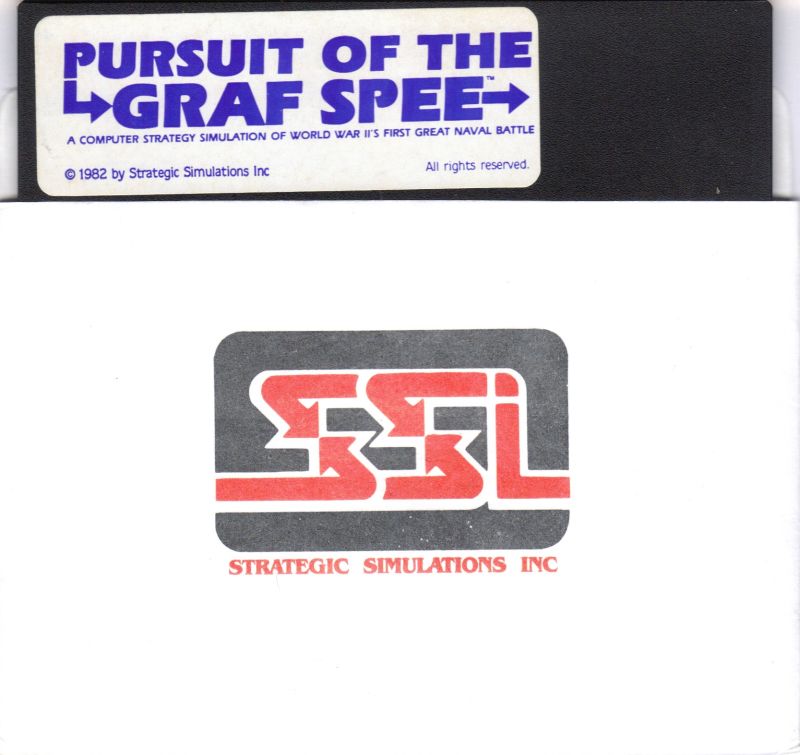 PURSUIT OF THE
GRAF SPEE™
A COMPUTER STRATEGY SIMULATION OF WORLD WAR II'S FIRST GREAT NAVAL BATTLE
© 1982 by Strategic Simulations Inc
All rights reserved.
SSi
STRATEGIC SIMULATIONS INC